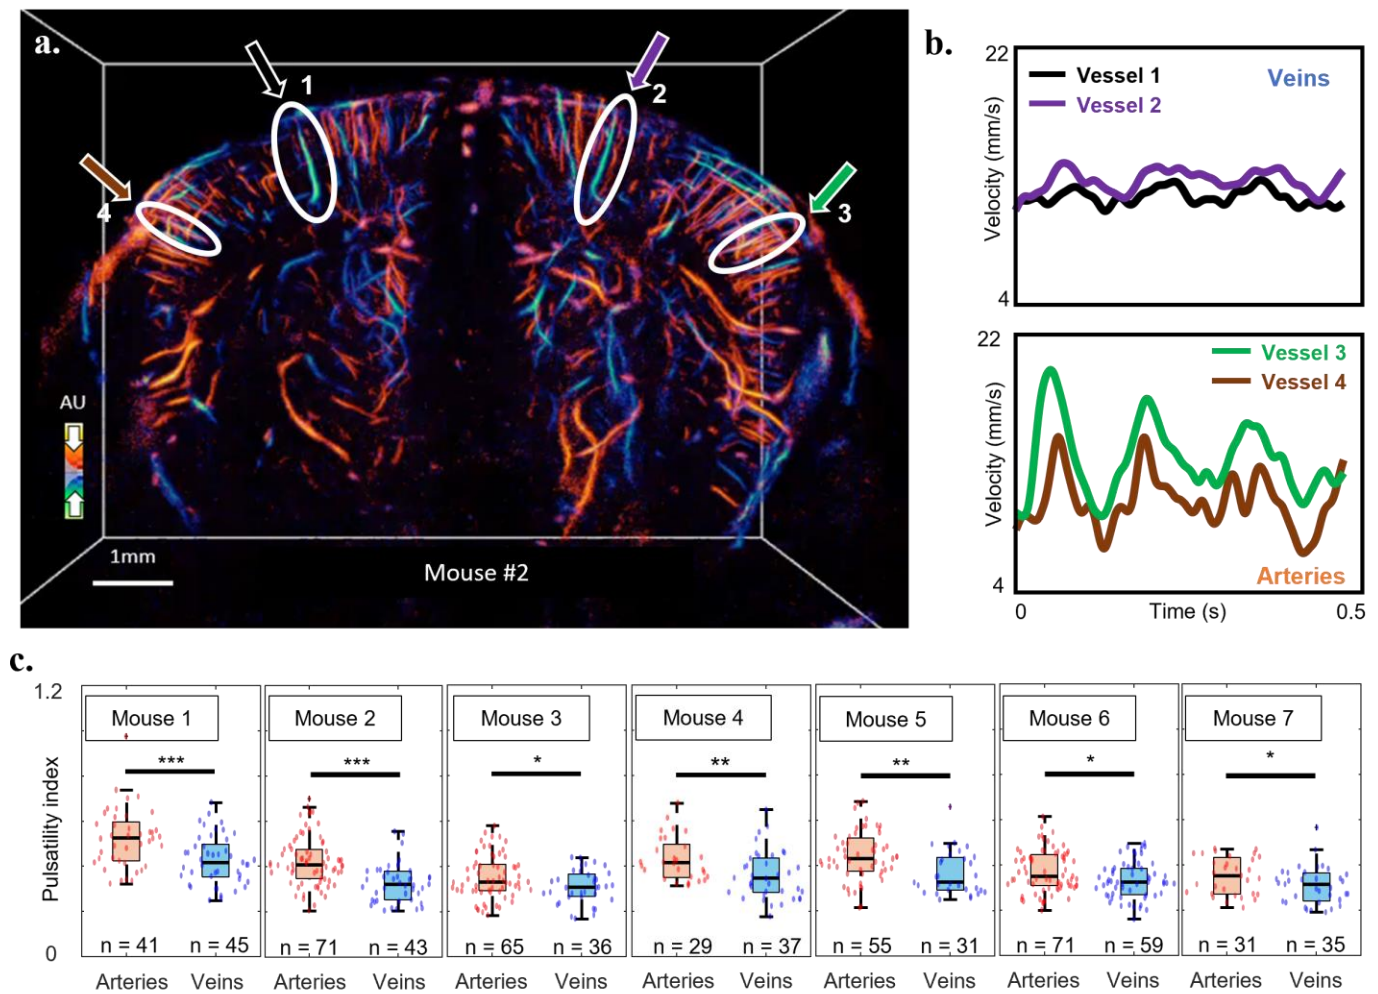 a.
1
2
3
4
AU
1mm
Mouse #2
b.
22
Vessel 1
Vessel 2
Veins
Velocity (mm/s)
4
22
Vessel 3
Vessel 4
Velocity (mm/s)
Arteries
4
0 Time (s) 0.5
c.
1.2
Mouse 1 Mouse 2 Mouse 3 Mouse 4 Mouse 5 Mouse 6 Mouse 7
*** *** * ** ** * *
Pulsatility index
n = 41 n = 45 n = 71 n = 43 n = 65 n = 36 n = 29 n = 37 n = 55 n = 31 n = 71 n = 59 n = 31 n = 35
0
Arteries Veins Arteries Veins Arteries Veins Arteries Veins Arteries Veins Arteries Veins Arteries Veins